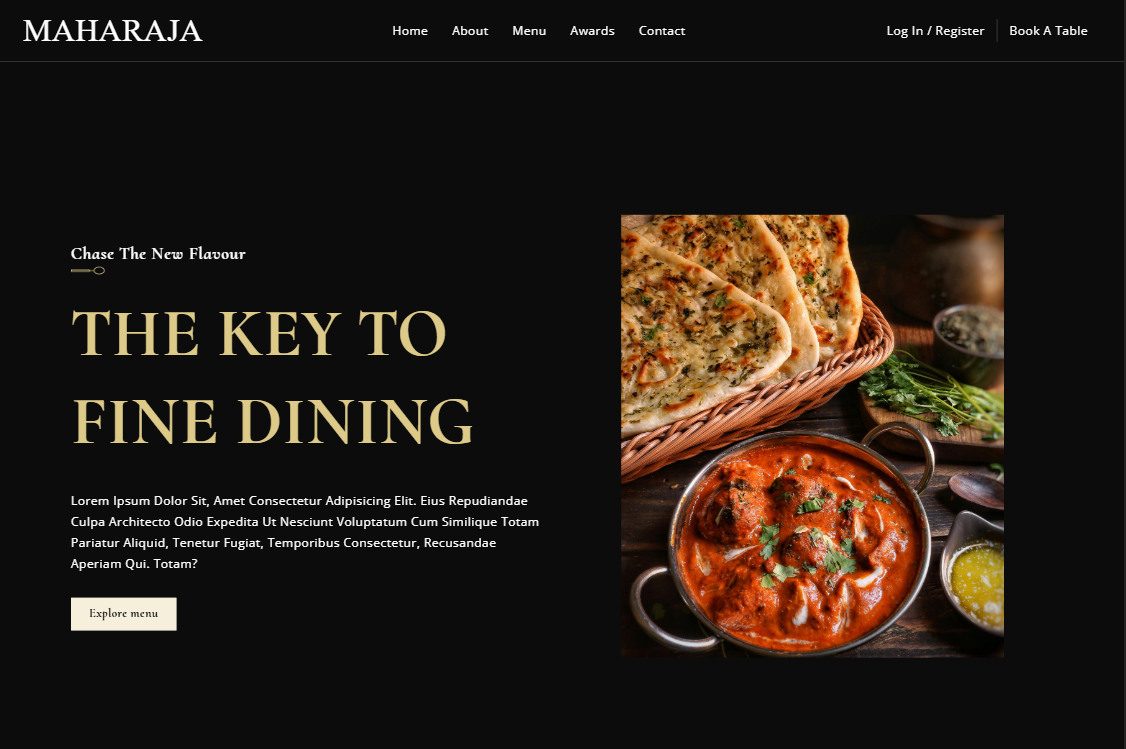 MAHARAJA
Home About Menu Awards Contact
Log In / Register Book A Table
Chase The New Flavour
THE KEY TO
FINE DINING
Lorem Ipsum Dolor Sit, Amet Consectetur Adipisicing Elit. Eius Repudiandae
Culpa Architecto Odio Expedita Ut Nesciunt Voluptatum Cum Similique Totam
Pariatur Aliquid, Tenetur Fugiat, Temporibus Consectetur, Recusandae
Aperiam Qui. Totam?
Explore menu